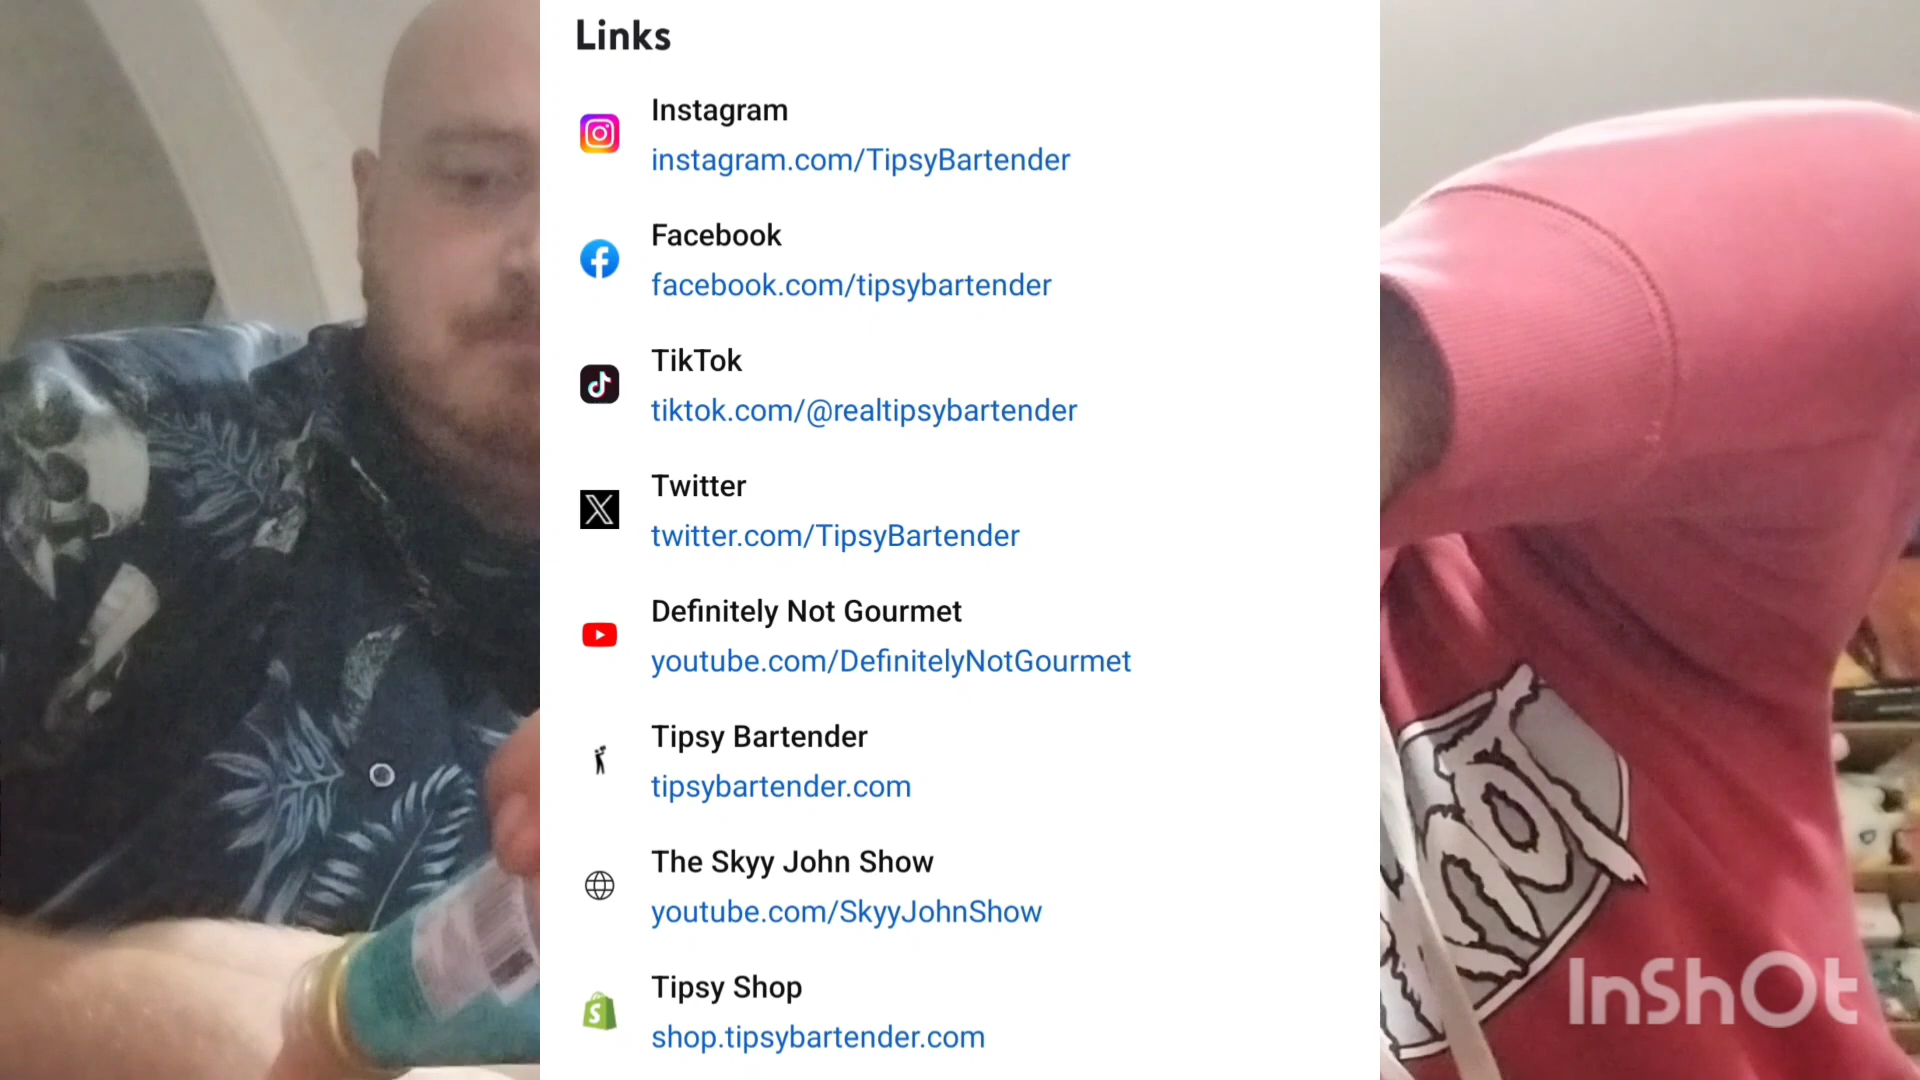 Links
Instagram
instagram.com/TipsyBartender
Facebook
facebook.com/tipsybartender
TikTok
tiktok.com/@realtipsybartender
Twitter
twitter.com/TipsyBartender
Definitely Not Gourmet
youtube.com/DefinitelyNotGourmet
Tipsy Bartender
tipsybartender.com
The Skyy John Show
youtube.com/SkyyJohnShow
Tipsy Shop
shop.tipsybartender.com
InShOt